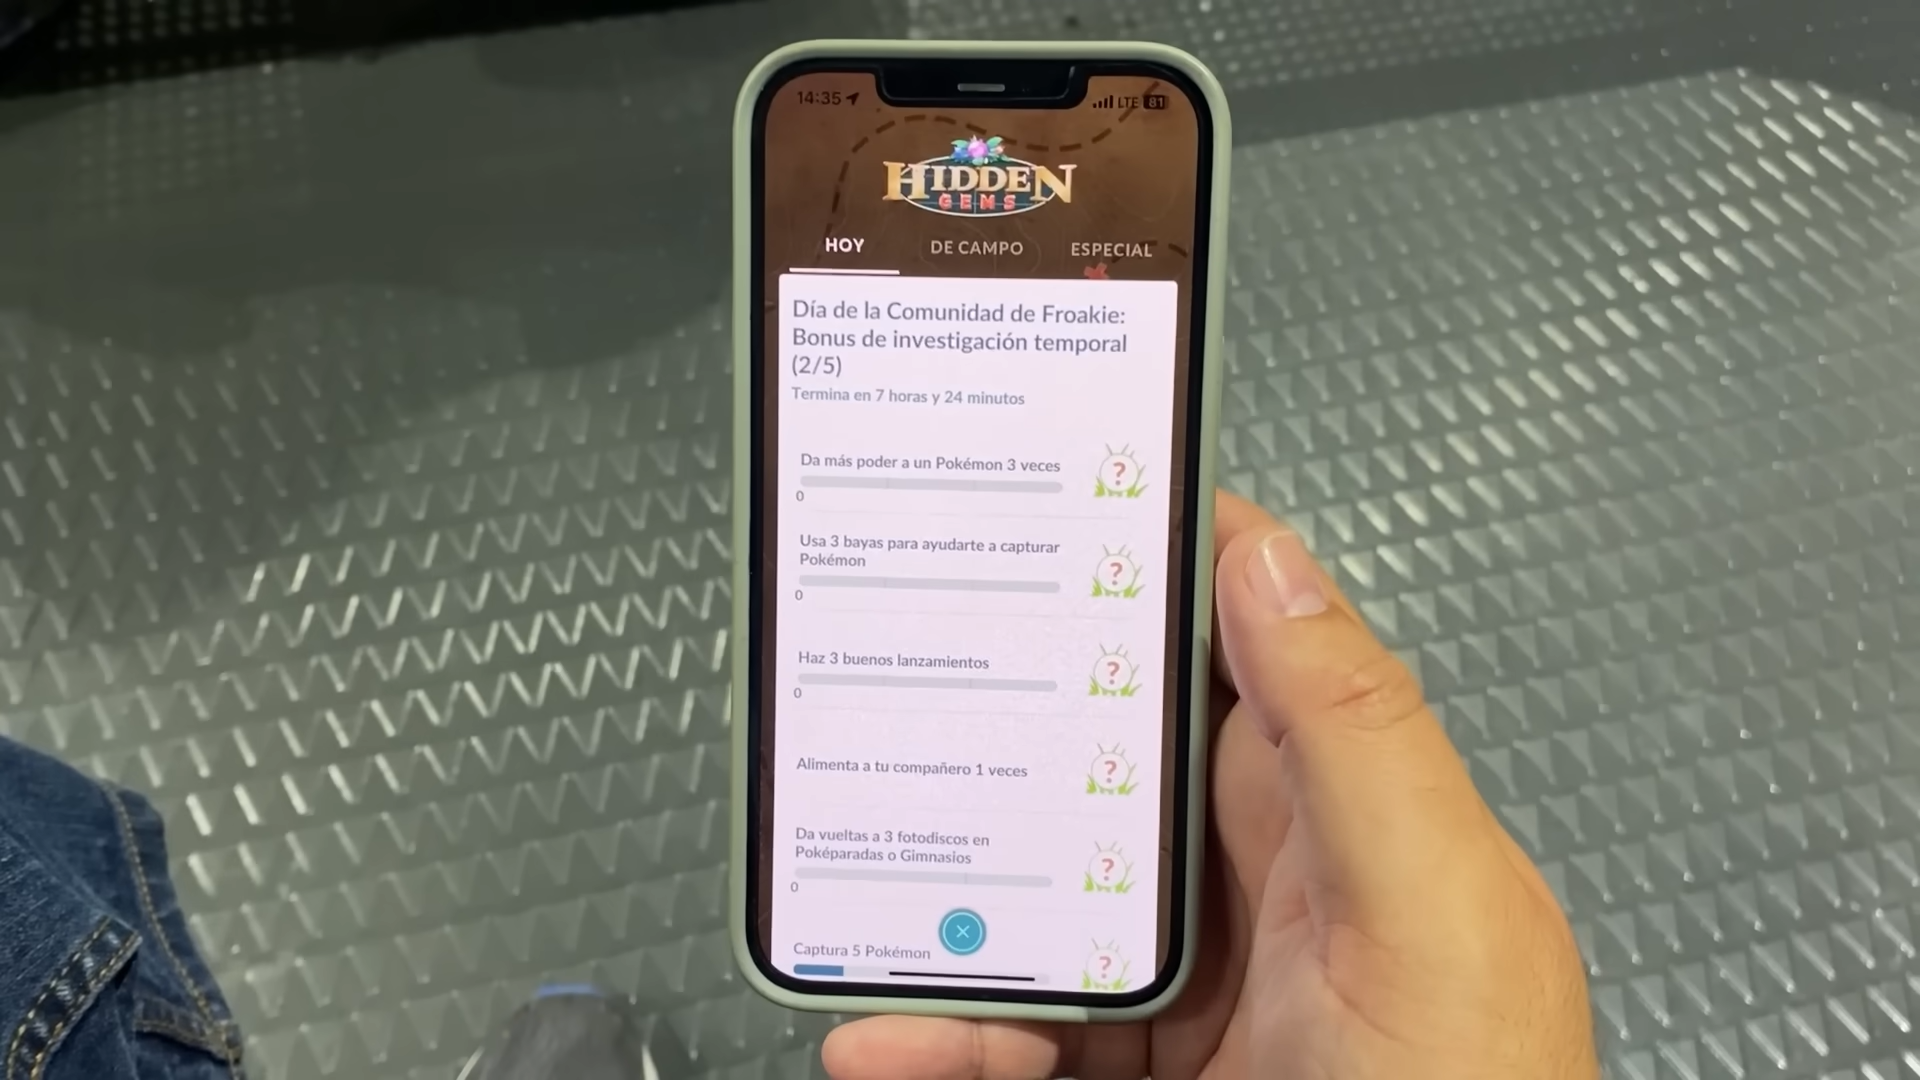 14:35
LTE 81
HIDDEN
GEMS
HOY
DE CAMPO
ESPECIAL
Día de la Comunidad de Froakie:
Bonus de investigación temporal
(2/5)
Termina en 7 horas y 24 minutos
Da más poder a un Pokémon 3 veces
0
?
Usa 3 bayas para ayudarte a capturar
Pokémon
0
?
Haz 3 buenos lanzamientos
0
?
Alimenta a tu compañero 1 veces
?
Da vueltas a 3 fotodiscos en
Poképaradas o Gimnasios
0
?
Captura 5 Pokémon
?